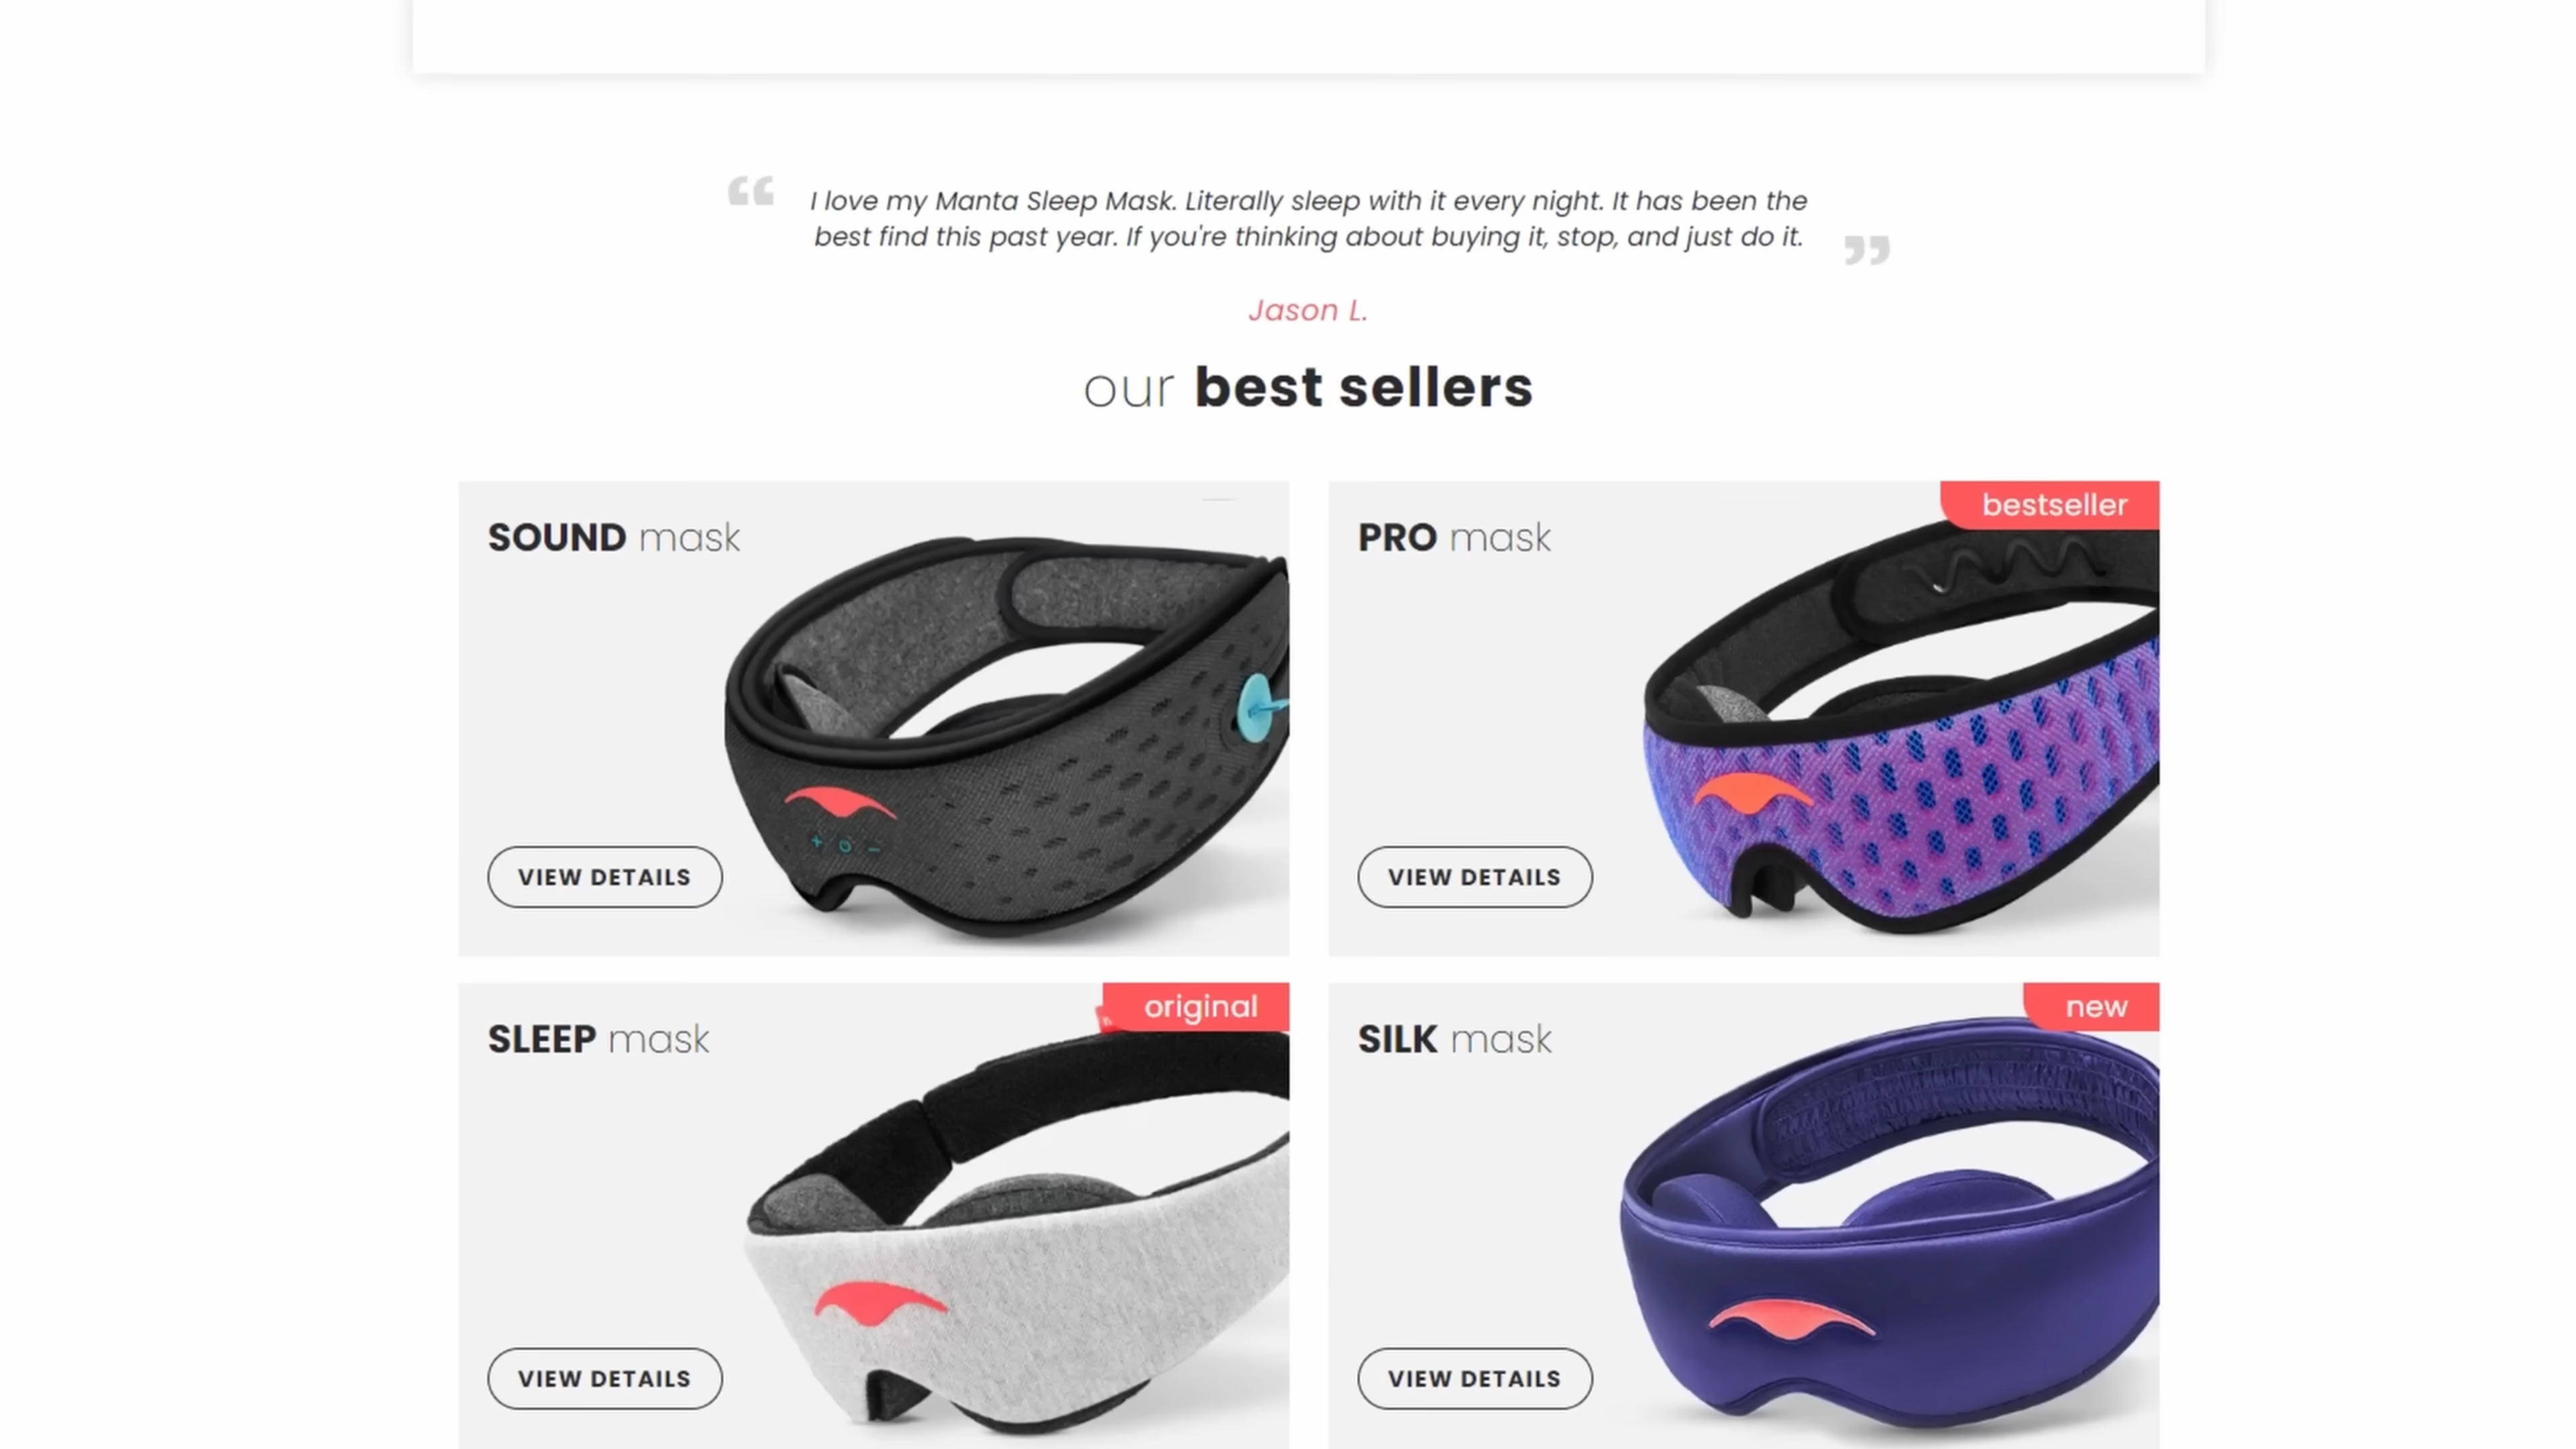 “ I love my Manta Sleep Mask. Literally sleep with it every night. It has been the
best find this past year. If you're thinking about buying it, stop, and just do it. ”
Jason L.
our best sellers
SOUND mask
VIEW DETAILS
bestseller
PRO mask
VIEW DETAILS
original
SLEEP mask
VIEW DETAILS
new
SILK mask
VIEW DETAILS